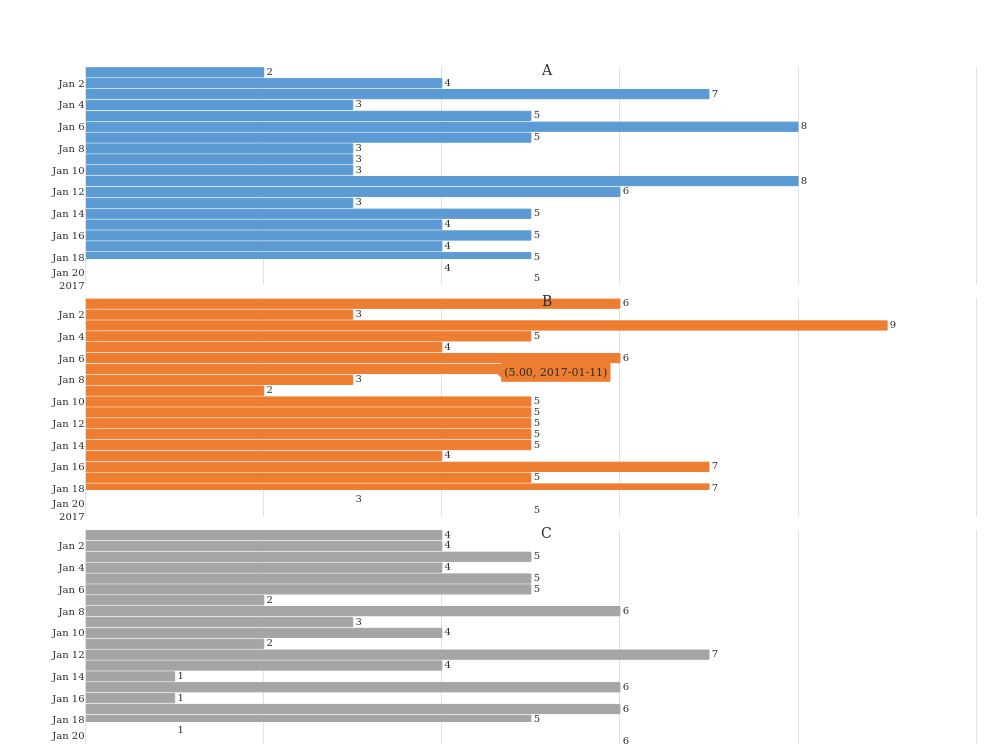 A
2
Jan 2 4
7
Jan 4 3
5
Jan 6 8
5
Jan 8 3
3
Jan 10 3
8
Jan 12 6
3
Jan 14 5
4
Jan 16 5
4
Jan 18 5
4
Jan 20
2017
5
B
6
Jan 2 3
9
Jan 4 5
4
Jan 6 6
(5.00, 2017-01-11)
Jan 8 3
2
Jan 10 5
5
Jan 12 5
5
Jan 14 5
4
Jan 16 7
5
Jan 18 7
3
Jan 20
2017
5
C
4
Jan 2 4
5
Jan 4 4
5
Jan 6 5
2
Jan 8 6
3
Jan 10 4
2
Jan 12 7
4
Jan 14 1
6
Jan 16 1
6
Jan 18 5
1
Jan 20
6